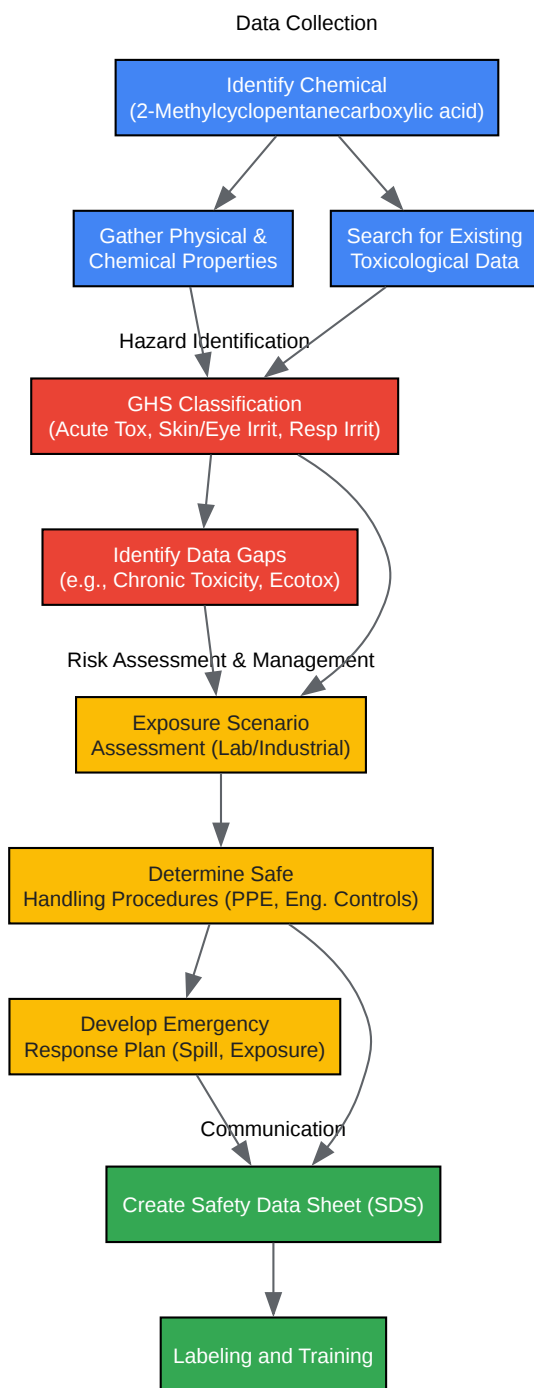 Data Collection
Identify Chemical
(2-Methylcyclopentanecarboxylic acid)
Gather Physical &
Chemical Properties
Search for Existing
Toxicological Data
Hazard Identification
GHS Classification
(Acute Tox, Skin/Eye Irrit, Resp Irrit)
Identify Data Gaps
(e.g., Chronic Toxicity, Ecotox)
Risk Assessment & Management
Exposure Scenario
Assessment (Lab/Industrial)
Determine Safe
Handling Procedures (PPE, Eng. Controls)
Develop Emergency
Response Plan (Spill, Exposure)
Communication
Create Safety Data Sheet (SDS)
Labeling and Training